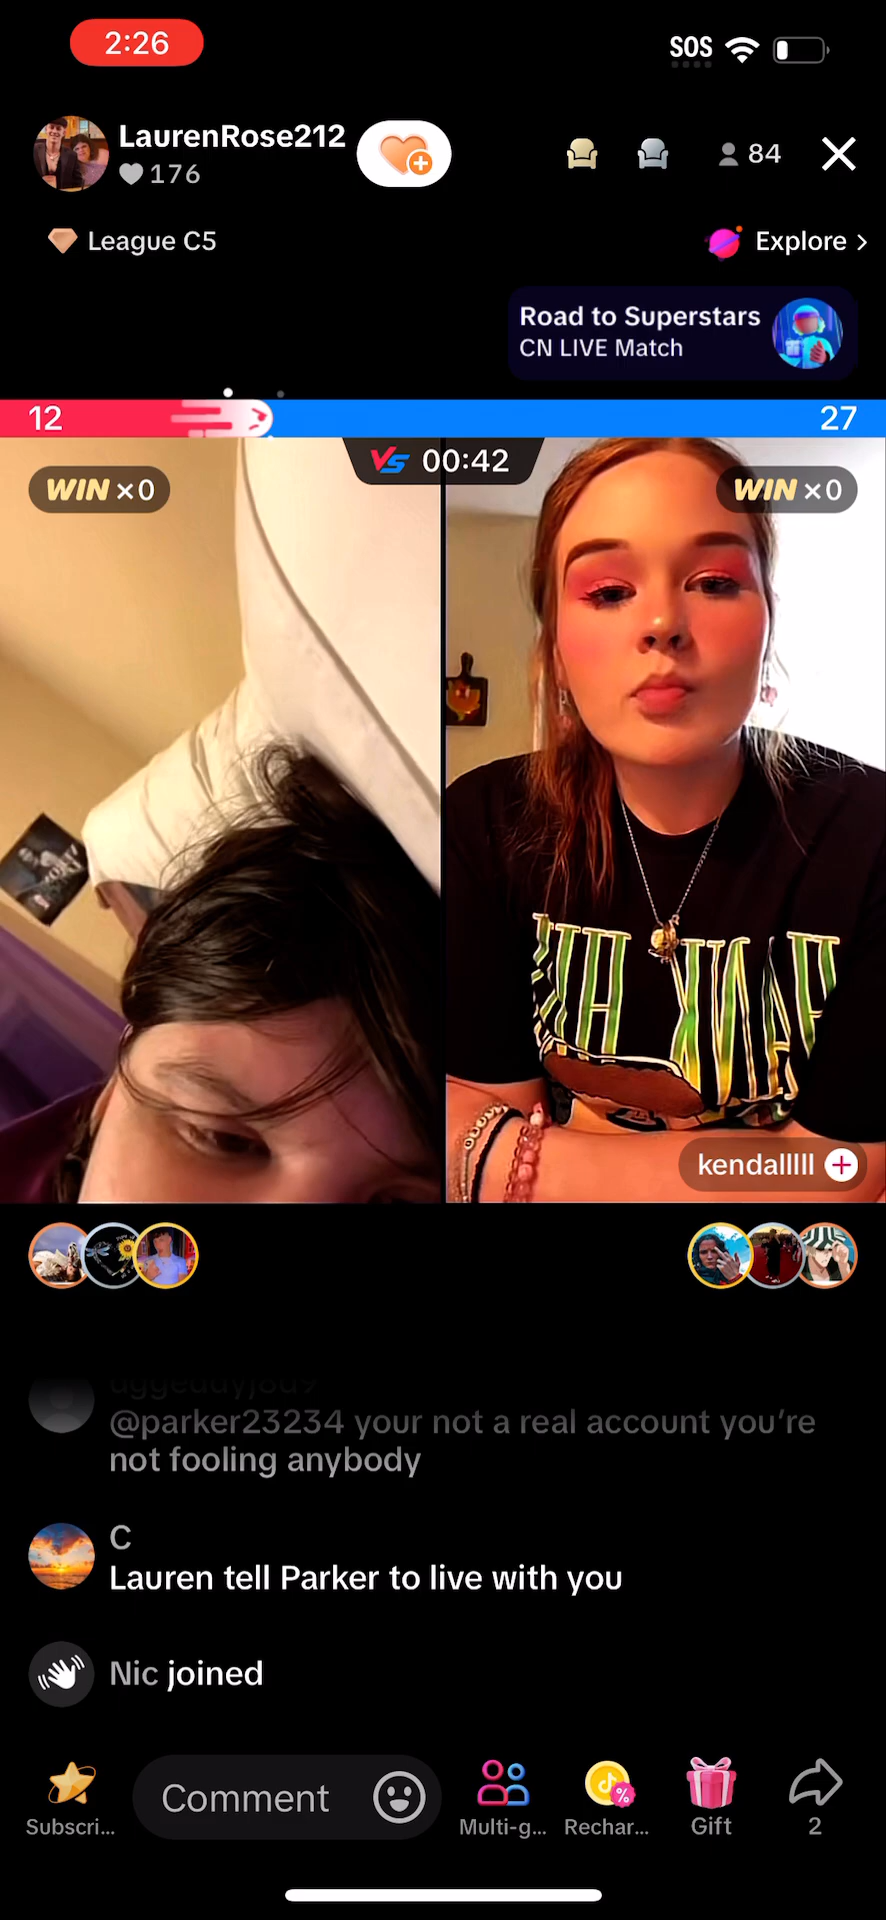 2:26
SOS
LaurenRose212
176
84
League C5
Explore >
Road to Superstars
CN LIVE Match
12
27
VS 00:42
WIN ×0
WIN ×0
kendalllll
@parker23234 your not a real account you're
not fooling anybody
C
Lauren tell Parker to live with you
Nic joined
Comment
Subscri...
Multi-g...
Rechar...
Gift
2